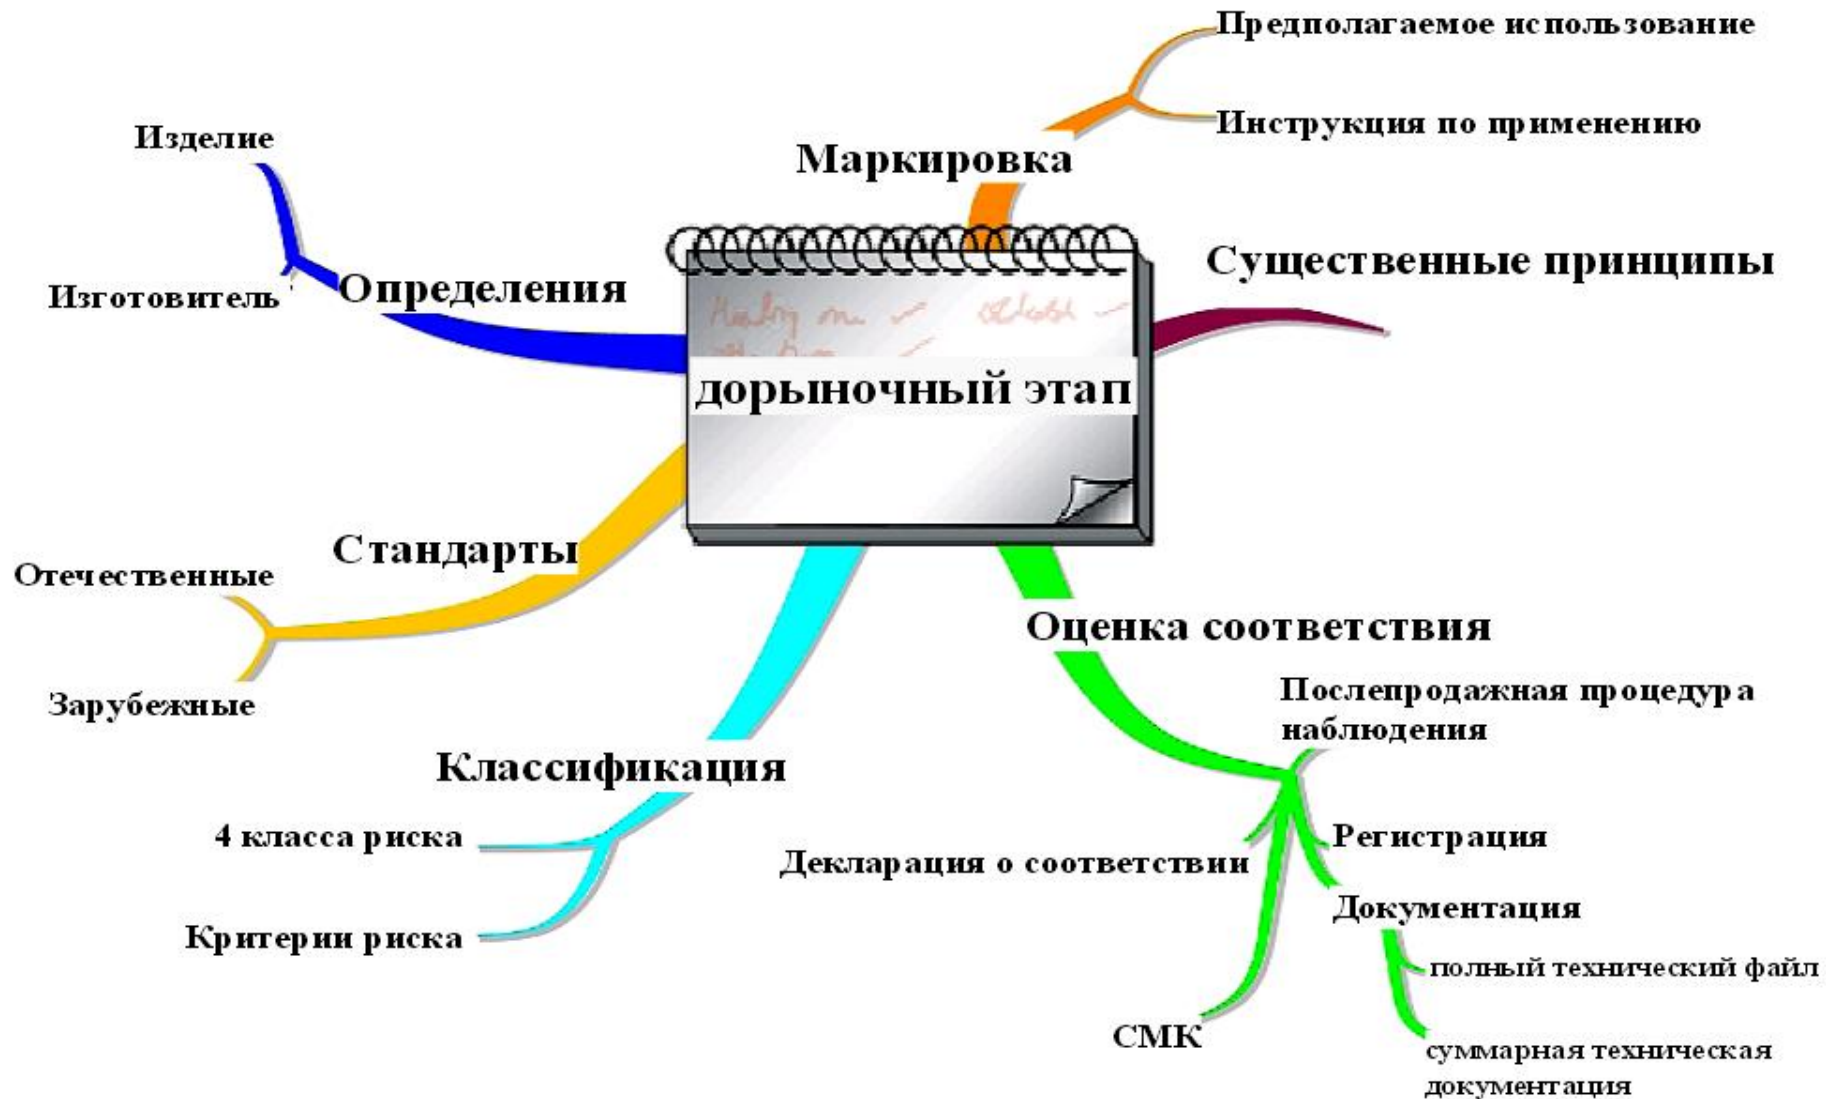 Предполагаемое использование
Инструкция по применению
Маркировка
Изделие
Изготовитель
Определения
Существенные принципы
дорыночный этап
Стандарты
Отечественные
Зарубежные
Оценка соответствия
Послепродажная процедура
наблюдения
Классификация
4 класса риска
Критерии риска
Декларация о соответствии
Регистрация
Документация
полный технический файл
СМК
суммарная техническая
документация